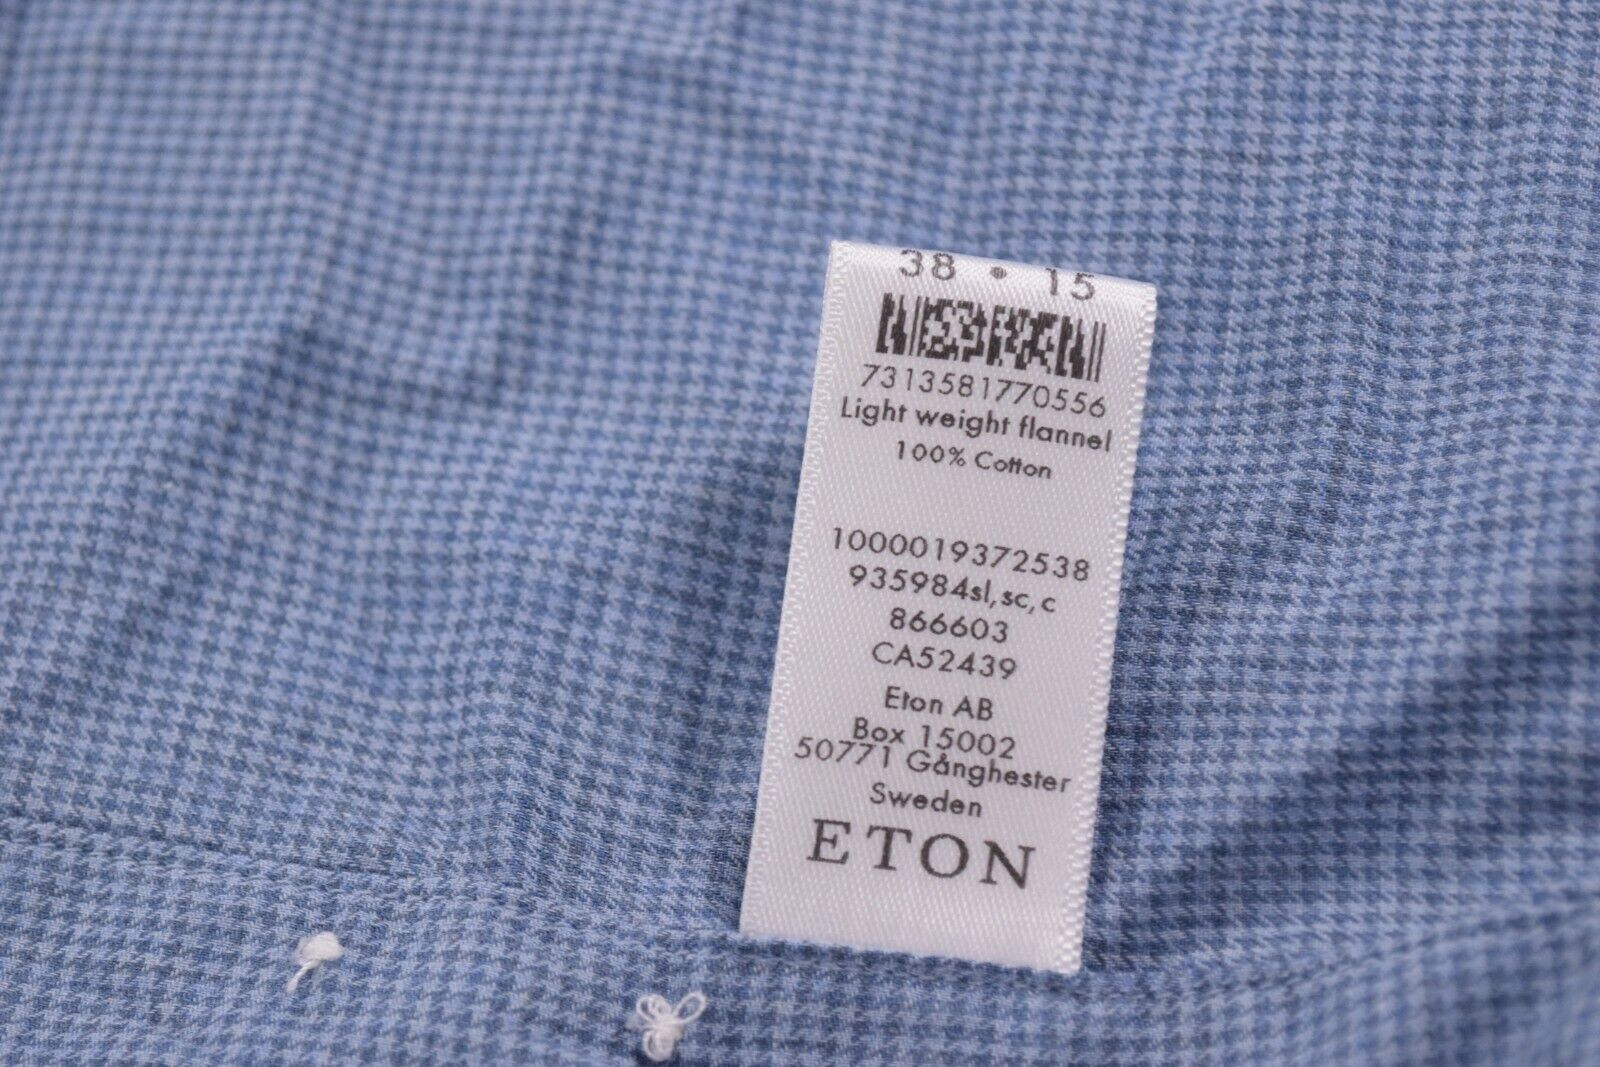 38 • 15
7313581770556
Light weight flannel
100% Cotton
1000019372538
935984sl, sc, c
866603
CA52439
Eton AB
Box 15002
50771 Gånghester
Sweden
ETON